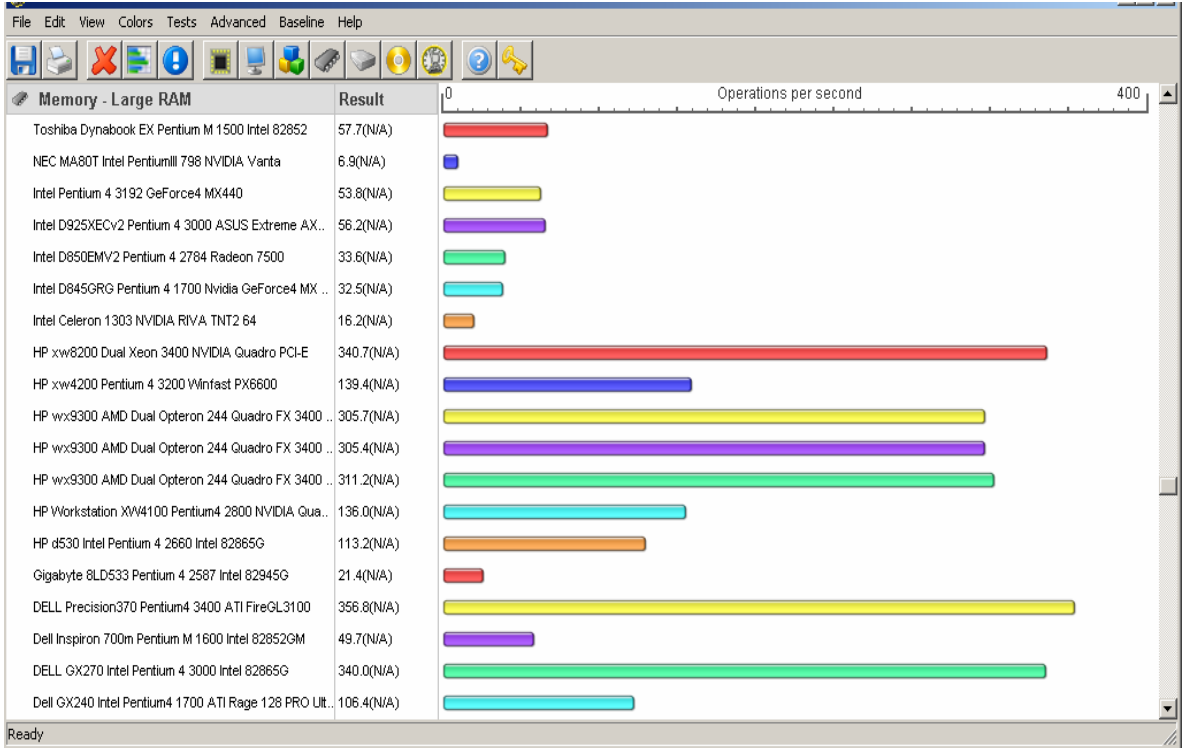 File Edit View Colors Tests Advanced Baseline Help
Memory - Large RAM Result 0 Operations per second 400
Toshiba Dynabook EX Pentium M 1500 Intel 82852 57.7(N/A)
NEC MA80T Intel PentiumIII 798 NVIDIA Vanta 6.9(N/A)
Intel Pentium 4 3192 GeForce4 MX440 53.8(N/A)
Intel D925XECv2 Pentium 4 3000 ASUS Extreme AX.. 56.2(N/A)
Intel D850EMV2 Pentium 4 2784 Radeon 7500 33.6(N/A)
Intel D845GRG Pentium 4 1700 Nvidia GeForce4 MX .. 32.5(N/A)
Intel Celeron 1303 NVIDIA RIVA TNT2 64 16.2(N/A)
HP xw8200 Dual Xeon 3400 NVIDIA Quadro PCI-E 340.7(N/A)
HP xw4200 Pentium 4 3200 Winfast PX6600 139.4(N/A)
HP wx9300 AMD Dual Opteron 244 Quadro FX 3400 .. 305.7(N/A)
HP wx9300 AMD Dual Opteron 244 Quadro FX 3400 .. 305.4(N/A)
HP wx9300 AMD Dual Opteron 244 Quadro FX 3400 .. 311.2(N/A)
HP Workstation XW4100 Pentium4 2800 NVIDIA Qua.. 136.0(N/A)
HP d530 Intel Pentium 4 2660 Intel 82865G 113.2(N/A)
Gigabyte 8LD533 Pentium 4 2587 Intel 82945G 21.4(N/A)
DELL Precision370 Pentium4 3400 ATI FireGL3100 356.8(N/A)
Dell Inspiron 700m Pentium M 1600 Intel 82852GM 49.7(N/A)
DELL GX270 Intel Pentium 4 3000 Intel 82865G 340.0(N/A)
Dell GX240 Intel Pentium4 1700 ATI Rage 128 PRO Ult.. 106.4(N/A)
Ready